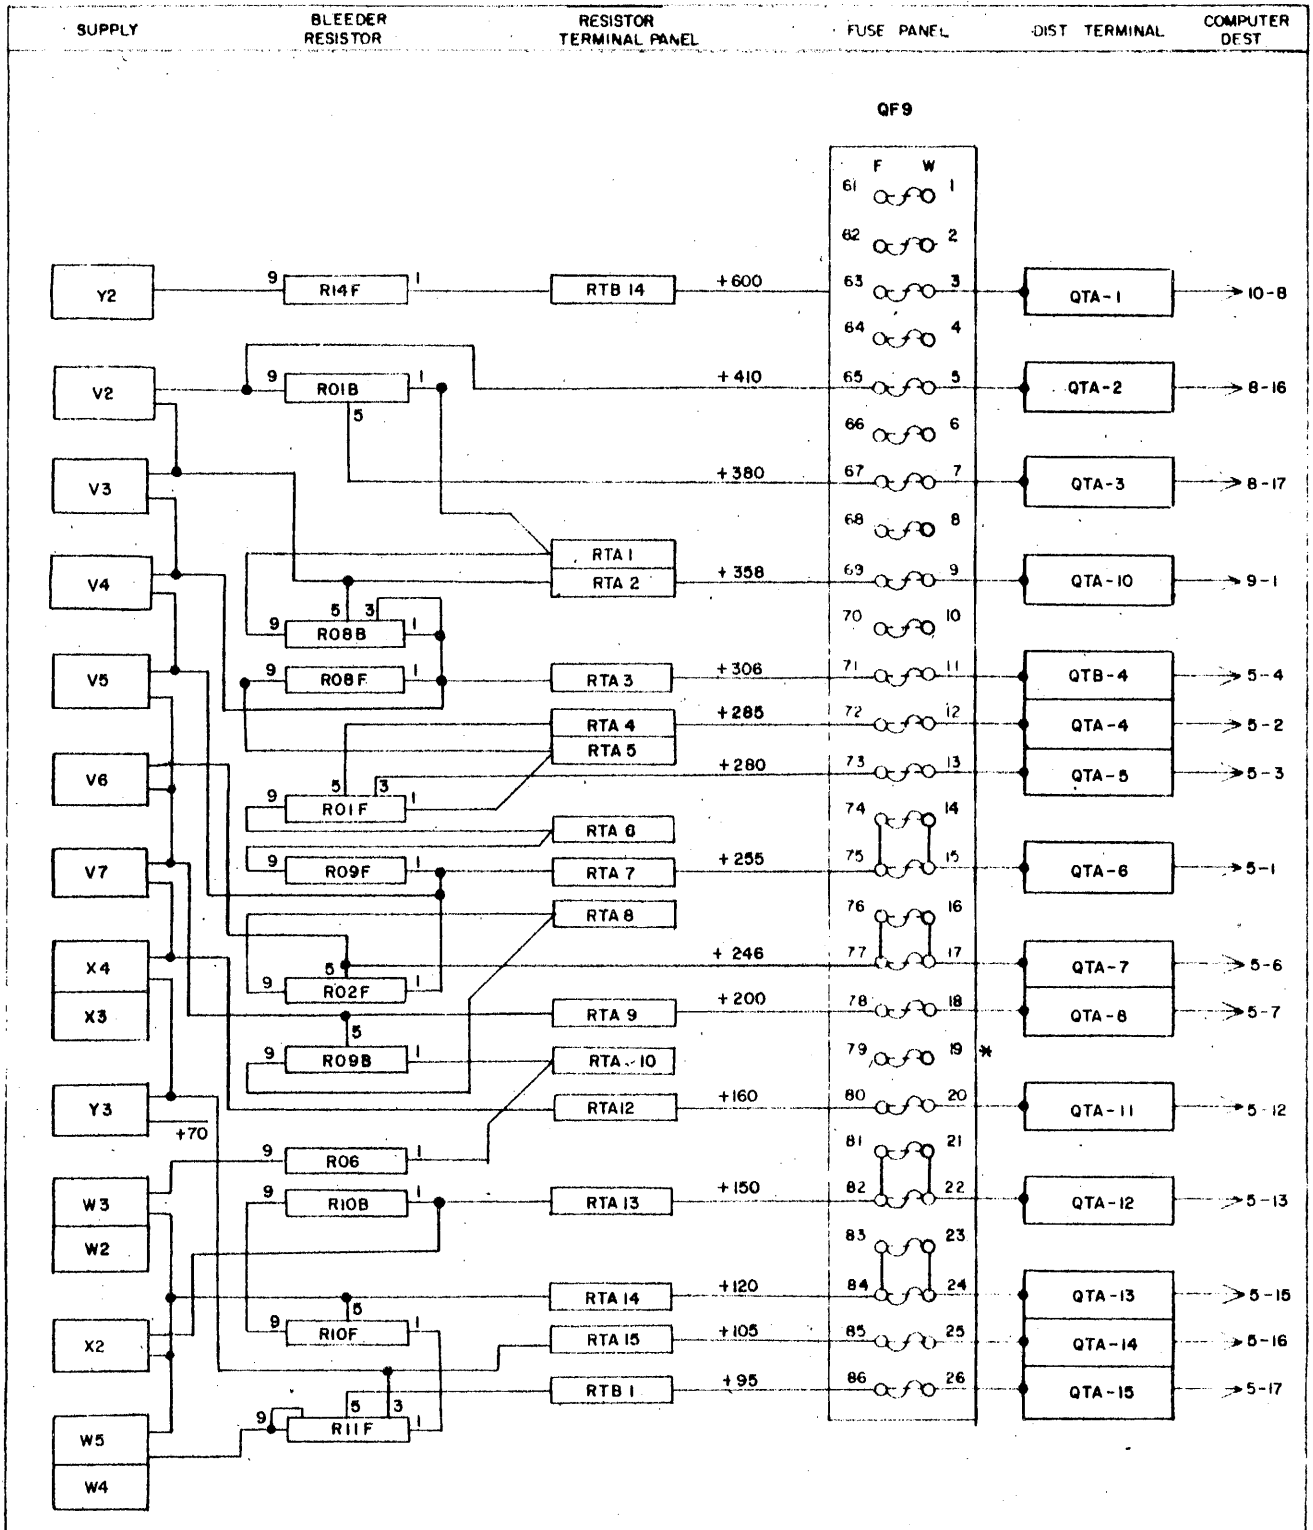 SUPPLY BLEEDER RESISTOR RESISTOR TERMINAL PANEL FUSE PANEL DIST TERMINAL COMPUTER DEST
QF9
F W
61 1
62 2
Y2 9 R14F 1 RTB 14 +600 63 3 QTA-1 10-8
64 4
V2 9 R01B 1 5 +410 65 5 QTA-2 8-16
66 6
V3 +380 67 7 QTA-3 8-17
68 8
RTA 1
V4 RTA 2 +358 69 9 QTA-10 9-1
5 3
9 R08B 1 70 10
V5 9 R08F 1 RTA 3 +306 71 11 QTB-4 5-4
RTA 4 +285 72 12 QTA-4 5-2
RTA 5
V6 +280 73 13 QTA-5 5-3
5 3
9 R01F 1 74 14
RTA 6
V7 9 R09F 1 RTA 7 +255 75 15 QTA-6 5-1
RTA 8 76 16
X4 +246 77 17 QTA-7 5-6
5
9 R02F 1
X3 RTA 9 +200 78 18 QTA-8 5-7
5
9 R09B 1 RTA-10 79 19 *
Y3 RTA12 +160 80 20 QTA-11 5-12
+70
9 R06 1 81 21
W3 9 R10B 1 RTA 13 +150 82 22 QTA-12 5-13
W2 83 23
RTA 14 +120 84 24 QTA-13 5-15
5
X2 9 R10F 1 RTA 15 +105 85 25 QTA-14 5-16
RTB 1 +95 86 26 QTA-15 5-17
5 3
9 R11F 1
W5
W4